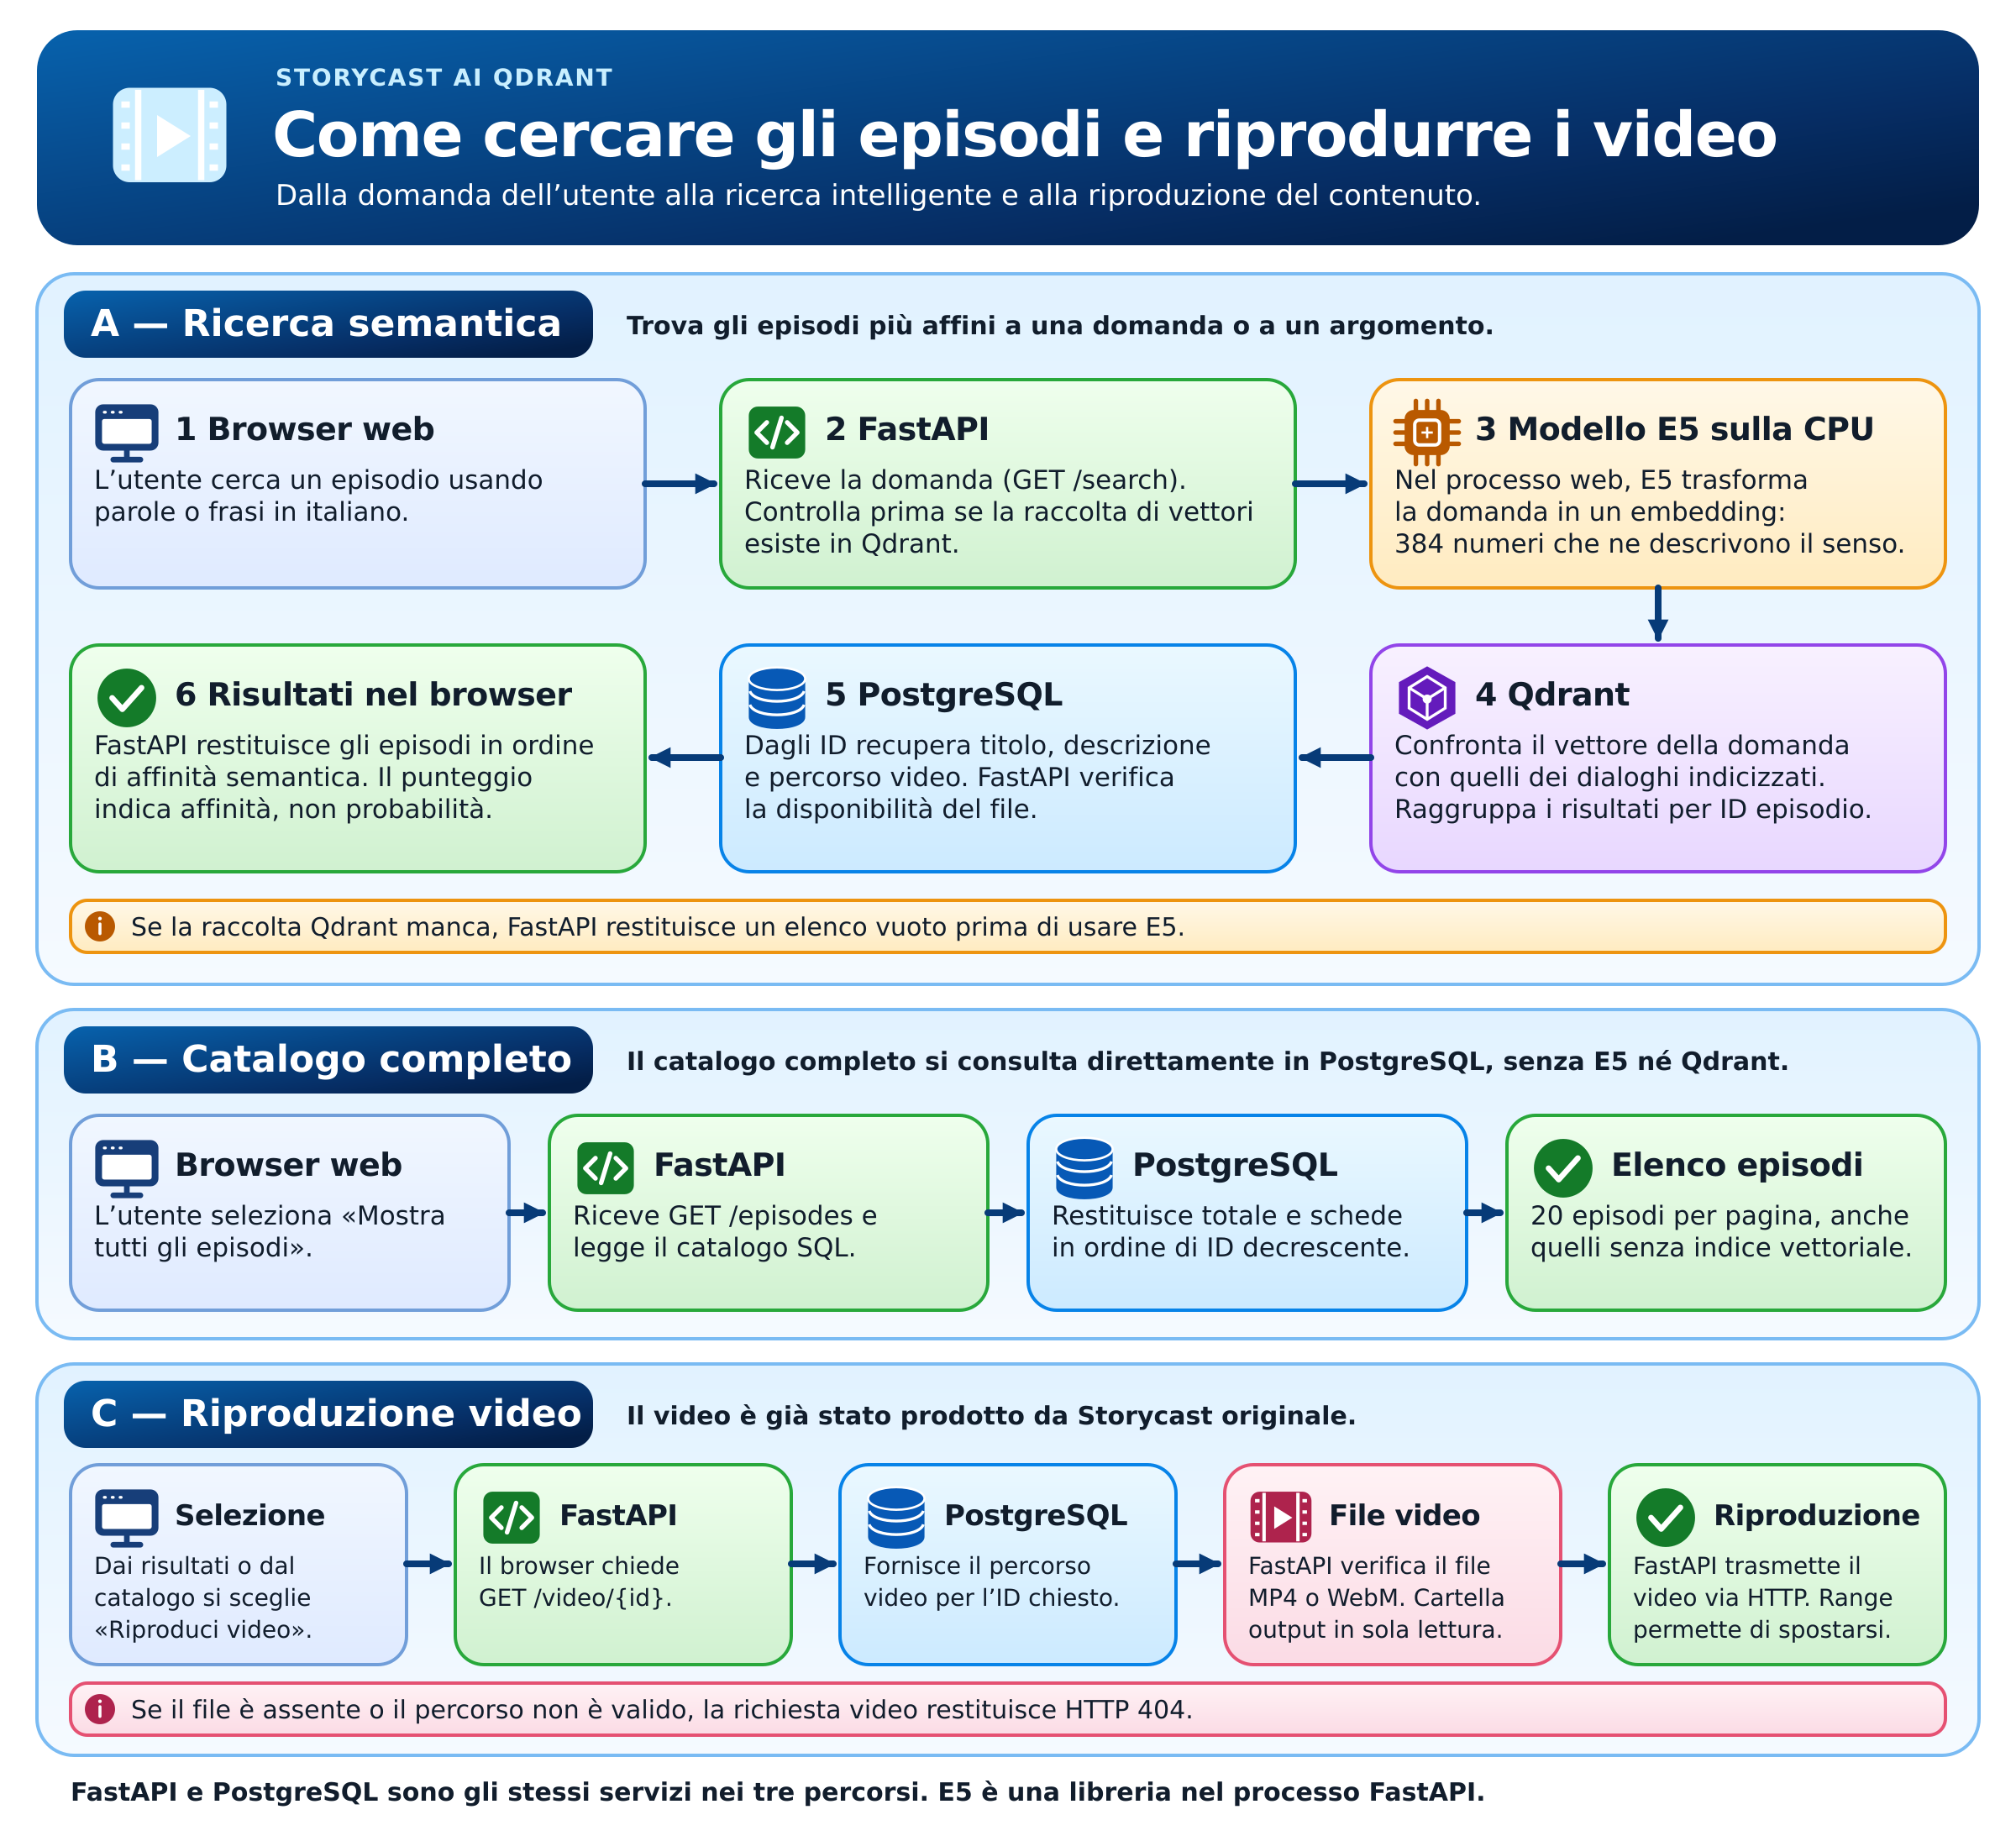 STORYCAST AI QDRANT
Come cercare gli episodi e riprodurre i video
Dalla domanda dell’utente alla ricerca intelligente e alla riproduzione del contenuto.
A — Ricerca semantica
Trova gli episodi più affini a una domanda o a un argomento.
1 Browser web
L’utente cerca un episodio usando
parole o frasi in italiano.
2 FastAPI
Riceve la domanda (GET /search).
Controlla prima se la raccolta di vettori
esiste in Qdrant.
3 Modello E5 sulla CPU
Nel processo web, E5 trasforma
la domanda in un embedding:
384 numeri che ne descrivono il senso.
4 Qdrant
Confronta il vettore della domanda
con quelli dei dialoghi indicizzati.
Raggruppa i risultati per ID episodio.
5 PostgreSQL
Dagli ID recupera titolo, descrizione
e percorso video. FastAPI verifica
la disponibilità del file.
6 Risultati nel browser
FastAPI restituisce gli episodi in ordine
di affinità semantica. Il punteggio
indica affinità, non probabilità.
Se la raccolta Qdrant manca, FastAPI restituisce un elenco vuoto prima di usare E5.
B — Catalogo completo
Il catalogo completo si consulta direttamente in PostgreSQL, senza E5 né Qdrant.
Browser web
L’utente seleziona «Mostra
tutti gli episodi».
FastAPI
Riceve GET /episodes e
legge il catalogo SQL.
PostgreSQL
Restituisce totale e schede
in ordine di ID decrescente.
Elenco episodi
20 episodi per pagina, anche
quelli senza indice vettoriale.
C — Riproduzione video
Il video è già stato prodotto da Storycast originale.
Selezione
Dai risultati o dal
catalogo si sceglie
«Riproduci video».
FastAPI
Il browser chiede
GET /video/{id}.
PostgreSQL
Fornisce il percorso
video per l’ID chiesto.
File video
FastAPI verifica il file
MP4 o WebM. Cartella
output in sola lettura.
Riproduzione
FastAPI trasmette il
video via HTTP. Range
permette di spostarsi.
Se il file è assente o il percorso non è valido, la richiesta video restituisce HTTP 404.
FastAPI e PostgreSQL sono gli stessi servizi nei tre percorsi. E5 è una libreria nel processo FastAPI.